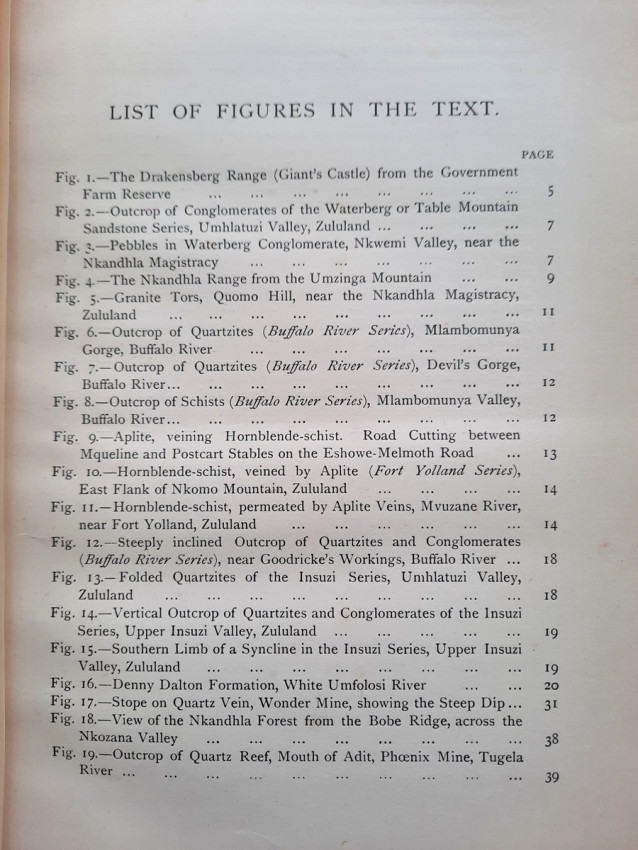 LIST OF FIGURES IN THE TEXT.
PAGE
Fig. 1.—The Drakensberg Range (Giant's Castle) from the Government
Farm Reserve ... ... ... ... ... ... ... ... 5
Fig. 2.—Outcrop of Conglomerates of the Waterberg or Table Mountain
Sandstone Series, Umhlatuzi Valley, Zululand ... ... ... ... 7
Fig. 3.—Pebbles in Waterberg Conglomerate, Nkwemi Valley, near the
Nkandhla Magistracy ... ... ... ... ... ... ... 7
Fig. 4.—The Nkandhla Range from the Umzinga Mountain ... ... 9
Fig. 5.—Granite Tors, Quomo Hill, near the Nkandhla Magistracy,
Zululand ... ... ... ... ... ... ... ... ... 11
Fig. 6.—Outcrop of Quartzites (Buffalo River Series), Mlambomunya
Gorge, Buffalo River ... ... ... ... ... ... ... 11
Fig. 7.—Outcrop of Quartzites (Buffalo River Series), Devil's Gorge,
Buffalo River... ... ... ... ... ... ... ... ... 12
Fig. 8.—Outcrop of Schists (Buffalo River Series), Mlambomunya Valley,
Buffalo River... ... ... ... ... ... ... ... ... 12
Fig. 9.—Aplite, veining Hornblende-schist. Road Cutting between
Mqueline and Postcart Stables on the Eshowe-Melmoth Road ... 13
Fig. 10.—Hornblende-schist, veined by Aplite (Fort Yolland Series),
East Flank of Nkomo Mountain, Zululand ... ... ... ... 14
Fig. 11.—Hornblende-schist, permeated by Aplite Veins, Mvuzane River,
near Fort Yolland, Zululand ... ... ... ... ... ... 14
Fig. 12.—Steeply inclined Outcrop of Quartzites and Conglomerates
(Buffalo River Series), near Goodricke's Workings, Buffalo River ... 18
Fig. 13.—Folded Quartzites of the Insuzi Series, Umhlatuzi Valley,
Zululand ... ... ... ... ... ... ... ... ... 18
Fig. 14.—Vertical Outcrop of Quartzites and Conglomerates of the Insuzi
Series, Upper Insuzi Valley, Zululand ... ... ... ... ... 19
Fig. 15.—Southern Limb of a Syncline in the Insuzi Series, Upper Insuzi
Valley, Zululand ... ... ... ... ... ... ... ... 19
Fig. 16.—Denny Dalton Formation, White Umfolosi River ... ... 20
Fig. 17.—Stope on Quartz Vein, Wonder Mine, showing the Steep Dip... 31
Fig. 18.—View of the Nkandhla Forest from the Bobe Ridge, across the
Nkozana Valley ... ... ... ... ... ... ... ... 38
Fig. 19.—Outcrop of Quartz Reef, Mouth of Adit, Phœnix Mine, Tugela
River ... ... ... ... ... ... ... ... ... ... 39